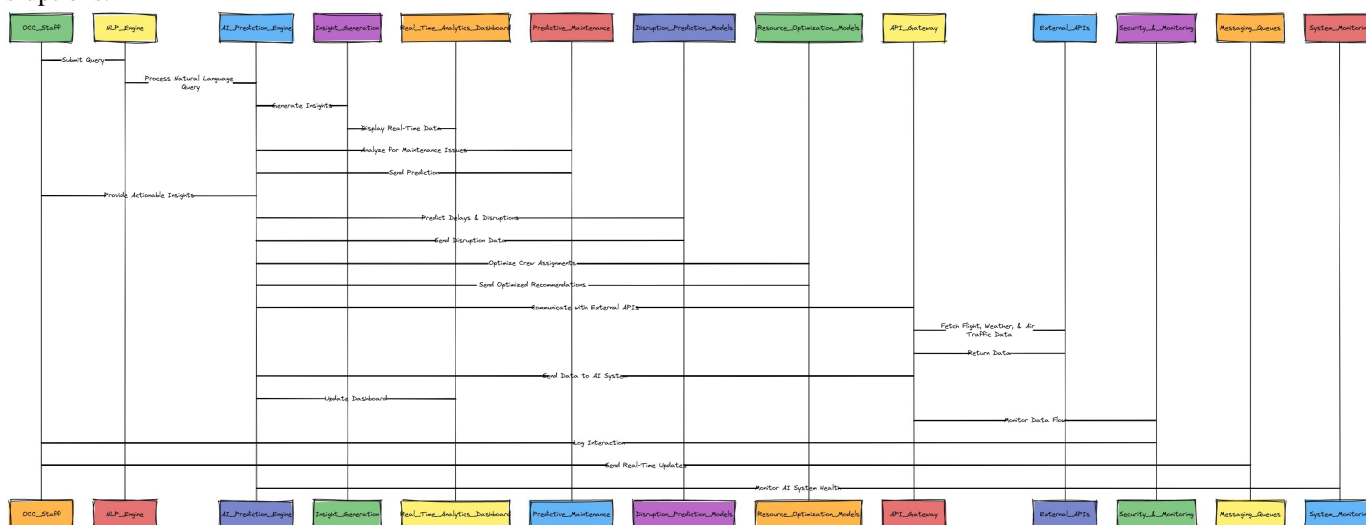 OCC_Staff NLP_Engine AI_Prediction_Engine Insight_Generation Real_Time_Analytics_Dashboard Predictive_Maintenance Disruption_Prediction_Models Resource_Optimization_Models API_Gateway External_APIs Security_&_Monitoring Messaging_Queues System_Monitoring
Submit Query
Process Natural Language
Query
Generate Insights
Display Real-Time Data
Analyze for Maintenance Issues
Send Prediction
Provide Actionable Insights
Predict Delays & Disruptions
Send Disruption Data
Optimize Crew Assignments
Send Optimized Recommendations
Communicate with External APIs
Fetch Flight, Weather, & Air
Traffic Data
Return Data
Send Data to AI System
Update Dashboard
Monitor Data Flow
Log Interaction
Send Real-Time Updates
Monitor AI System Health
OCC_Staff NLP_Engine AI_Prediction_Engine Insight_Generation Real_Time_Analytics_Dashboard Predictive_Maintenance Disruption_Prediction_Models Resource_Optimization_Models API_Gateway External_APIs Security_&_Monitoring Messaging_Queues System_Monitoring